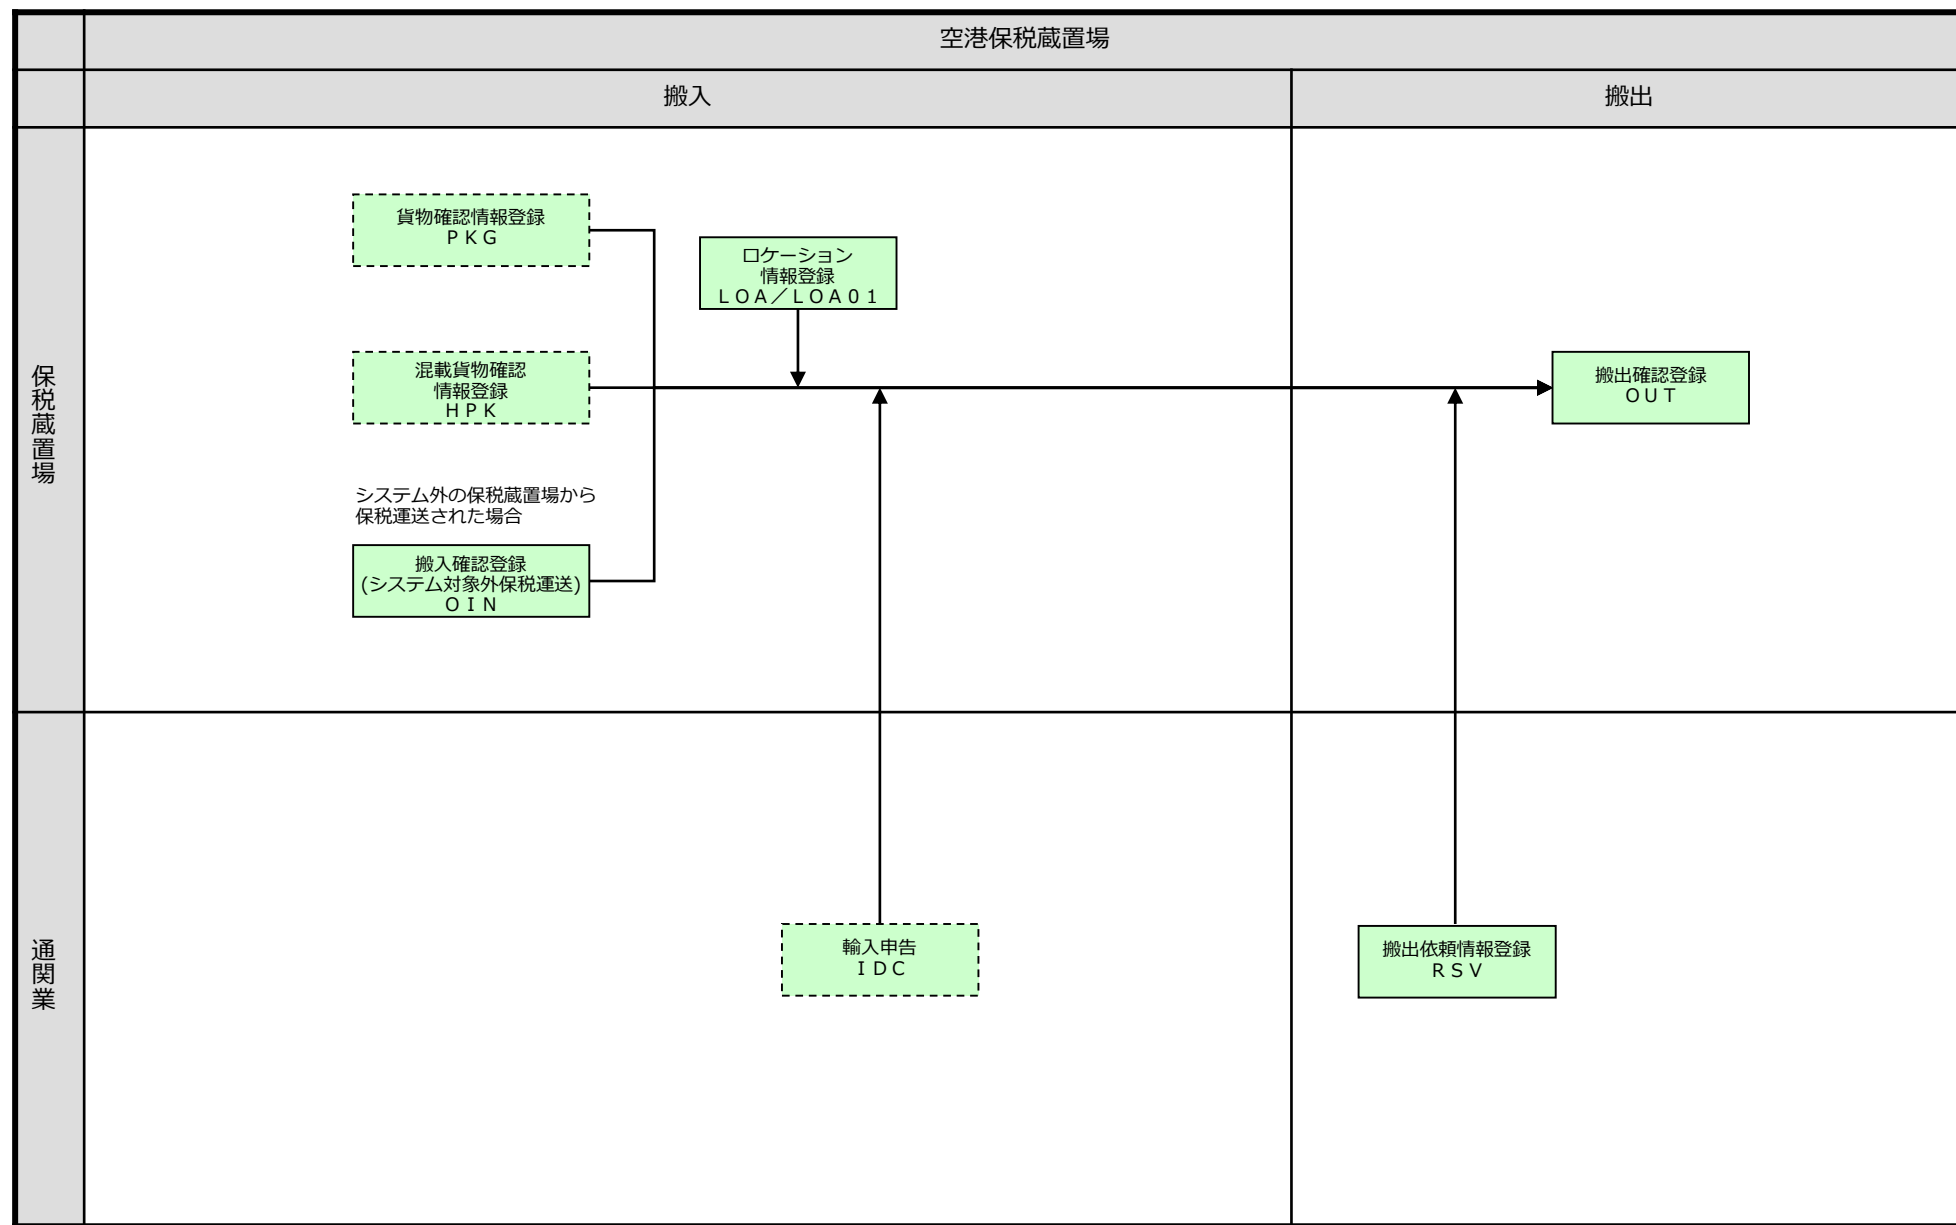 空港保税蔵置場
搬入
搬出
保税蔵置場
貨物確認情報登録
ＰＫＧ
ロケーション
情報登録
ＬＯＡ／ＬＯＡ０１
混載貨物確認
情報登録
ＨＰＫ
搬出確認登録
ＯＵＴ
システム外の保税蔵置場から
保税運送された場合
搬入確認登録
(システム対象外保税運送)
ＯＩＮ
通関業
輸入申告
ＩＤＣ
搬出依頼情報登録
ＲＳＶ